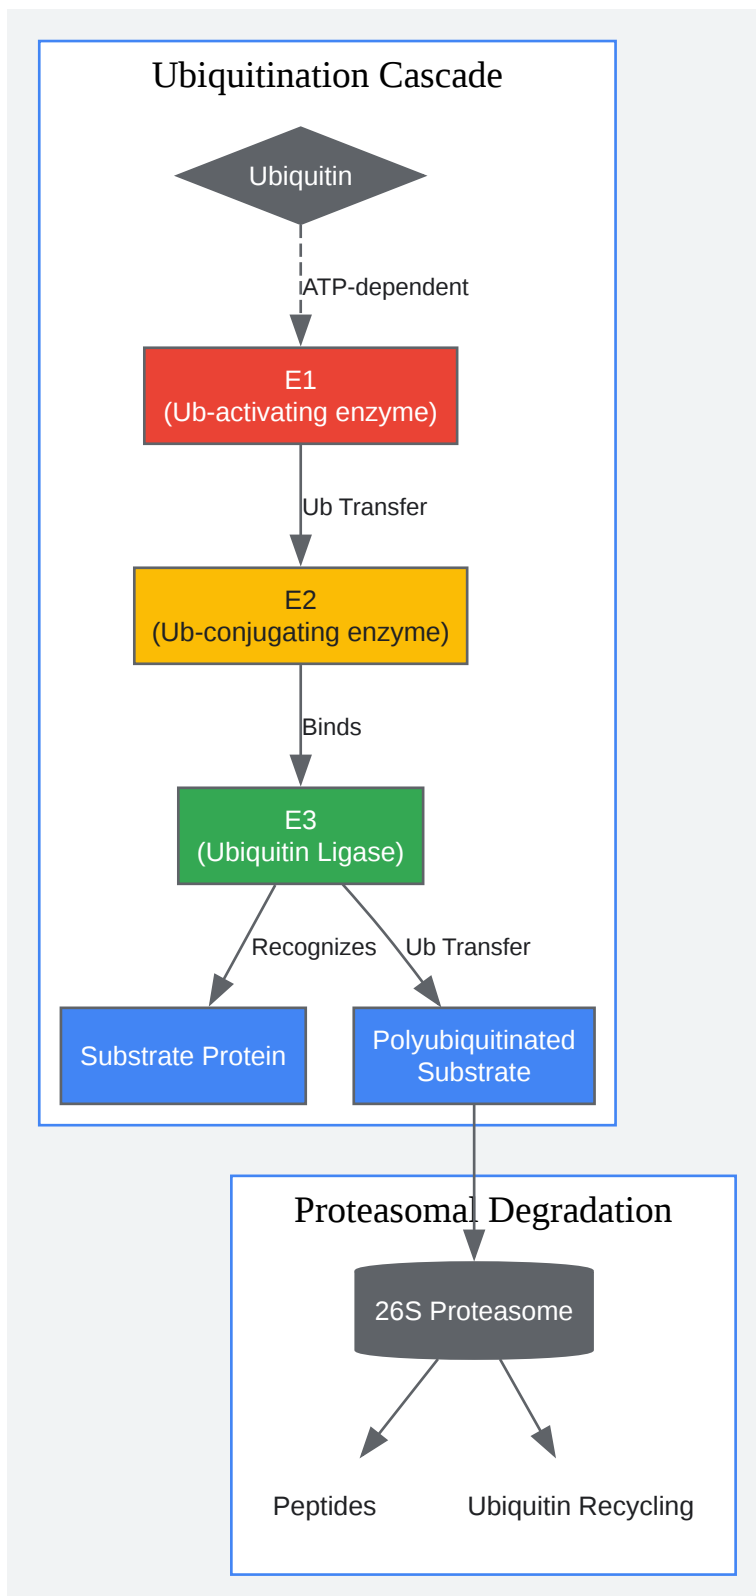 Ubiquitination Cascade
Ubiquitin
ATP-dependent
E1
(Ub-activating enzyme)
Ub Transfer
E2
(Ub-conjugating enzyme)
Binds
E3
(Ubiquitin Ligase)
Recognizes
Ub Transfer
Substrate Protein
Polyubiquitinated
Substrate
Proteasomal Degradation
26S Proteasome
Peptides
Ubiquitin Recycling